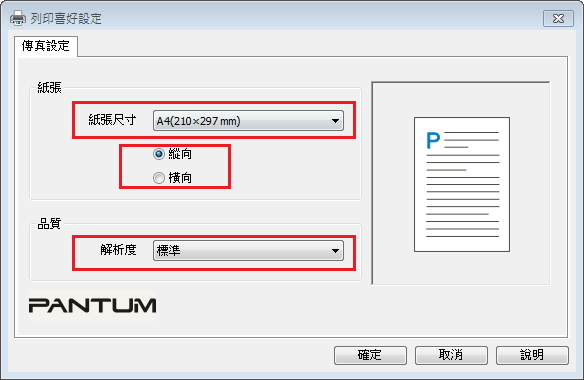 列印喜好設定
傳真設定
紙張
紙張尺寸 A4(210×297 mm)
縱向
橫向
品質
解析度 標準
P
PANTUM
確定 取消 說明